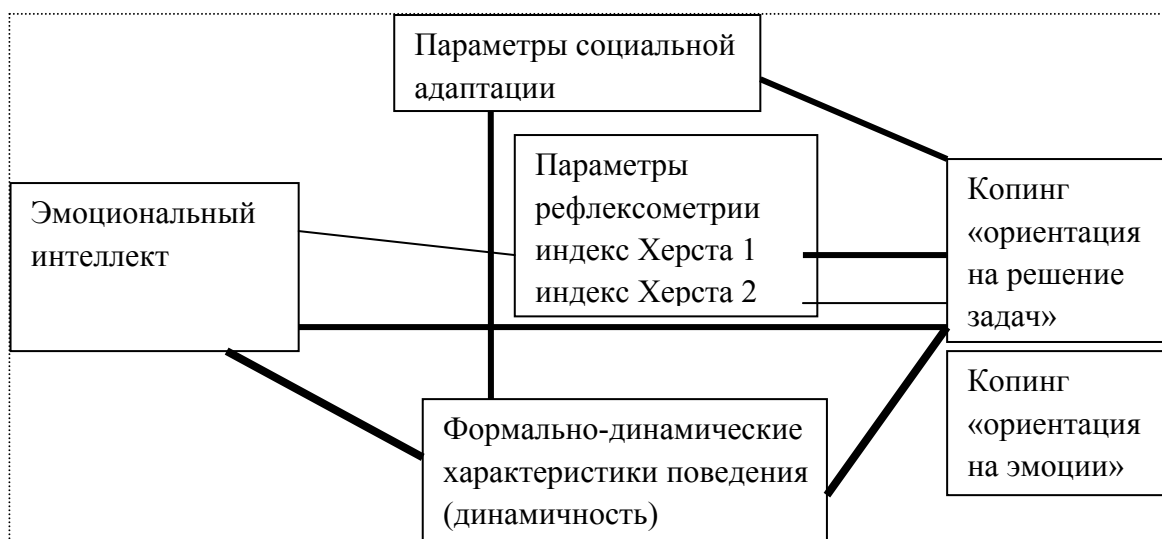 Параметры социальной
адаптации
Параметры
рефлексометрии
индекс Херста 1
индекс Херста 2
Эмоциональный
интеллект
Копинг
«ориентация
на решение
задач»
Копинг
«ориентация
на эмоции»
Формально-динамические
характеристики поведения
(динамичность)